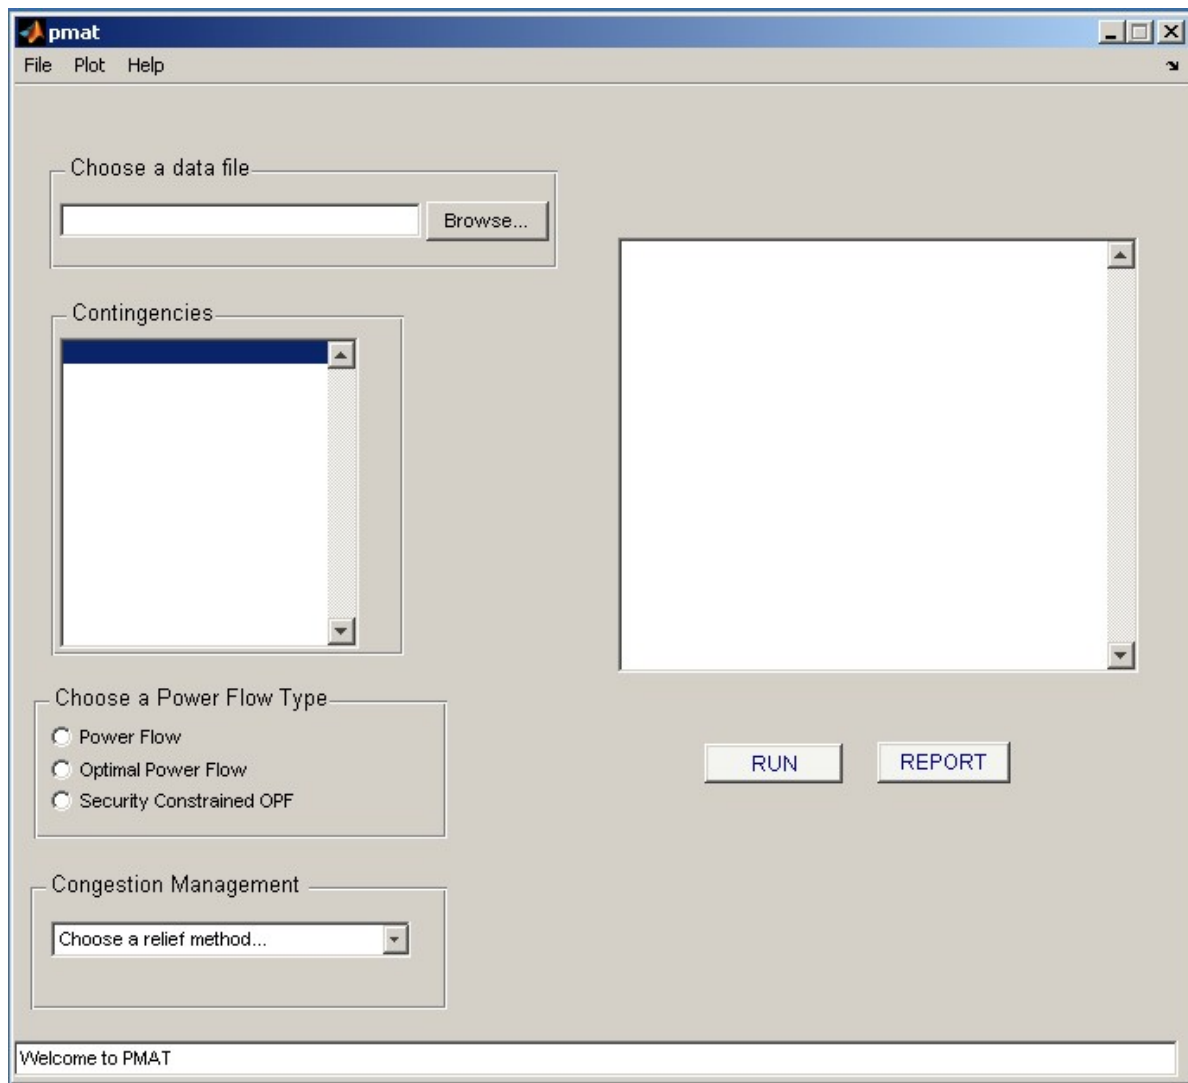 pmat
File Plot Help
Choose a data file
Browse...
Contingencies
Choose a Power Flow Type
Power Flow
Optimal Power Flow
Security Constrained OPF
RUN REPORT
Congestion Management
Choose a relief method...
Welcome to PMAT